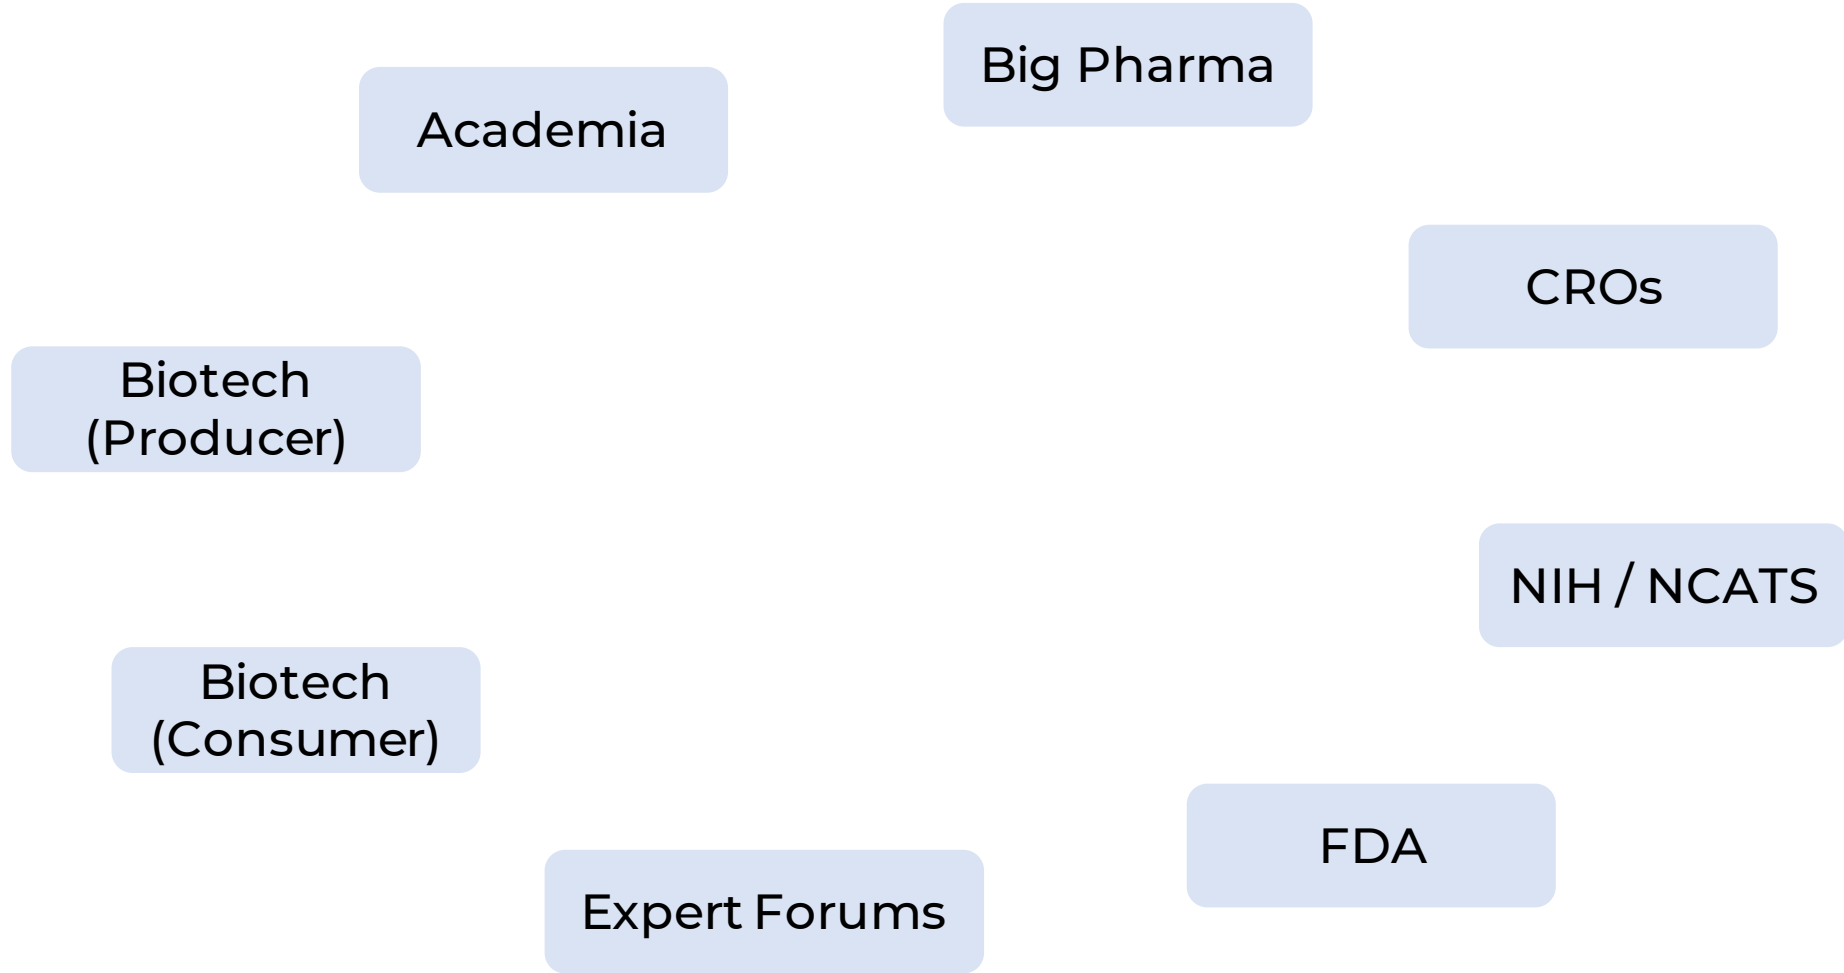 Big Pharma
Academia
CROs
Biotech
(Producer)
NIH / NCATS
Biotech
(Consumer)
FDA
Expert Forums